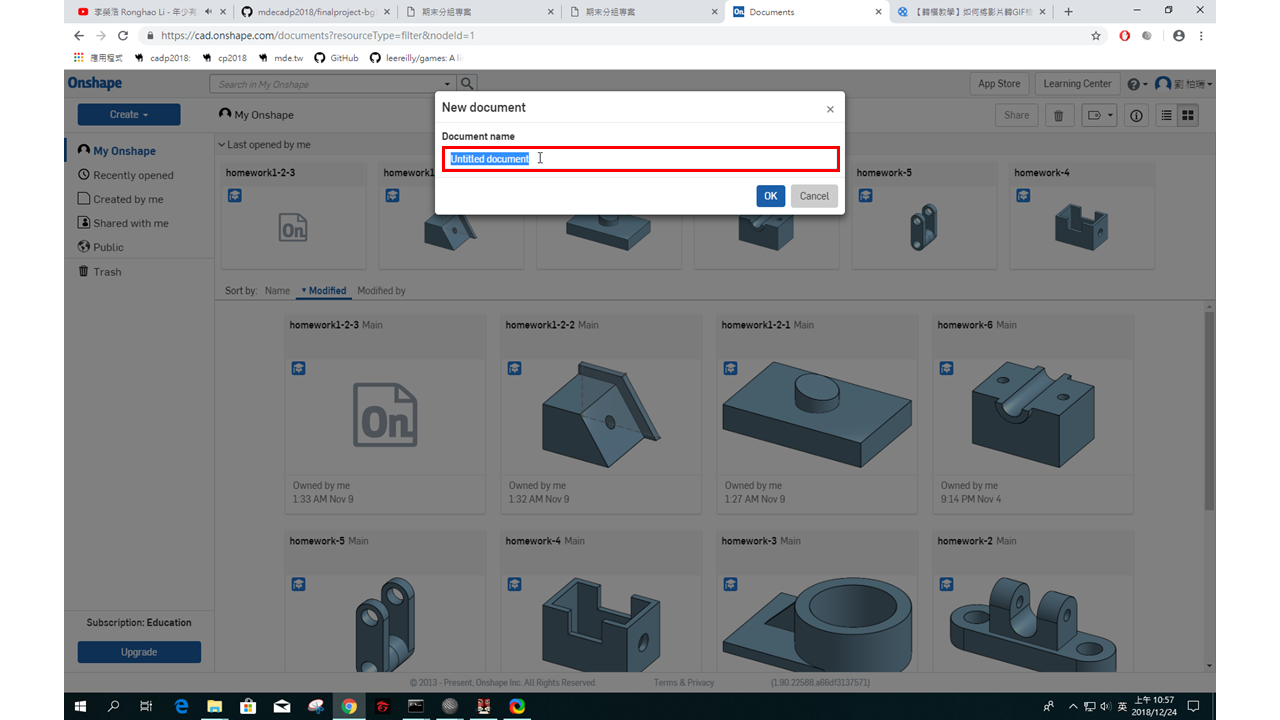 李榮浩 Ronghao Li - 年少有
mdecadp2018/finalproject-bg
期末分組專案
期末分組專案
Documents
【轉檔教學】如何將影片轉GIF檔
https://cad.onshape.com/documents?resourceType=filter&nodeId=1
應用程式
cadp2018:
cp2018
mde.tw
GitHub
leereilly/games: A li
Onshape
Search in My Onshape
App Store
Learning Center
劉 柏瑞
Create
My Onshape
Share
New document
Document name
Untitled document
OK
Cancel
My Onshape
Recently opened
Created by me
Shared with me
Public
Trash
Last opened by me
homework1-2-3
homework1
homework-5
homework-4
On
Sort by:
Name
Modified
Modified by
homework1-2-3 Main
homework1-2-2 Main
homework1-2-1 Main
homework-6 Main
On
Owned by me
1:33 AM Nov 9
Owned by me
1:32 AM Nov 9
Owned by me
1:27 AM Nov 9
Owned by me
9:14 PM Nov 4
homework-5 Main
homework-4 Main
homework-3 Main
homework-2 Main
Subscription: Education
Upgrade
© 2013 - Present, Onshape Inc. All Rights Reserved.
Terms & Privacy
(1.90.22588.a66df3137571)
英
上午 10:57
2018/12/24